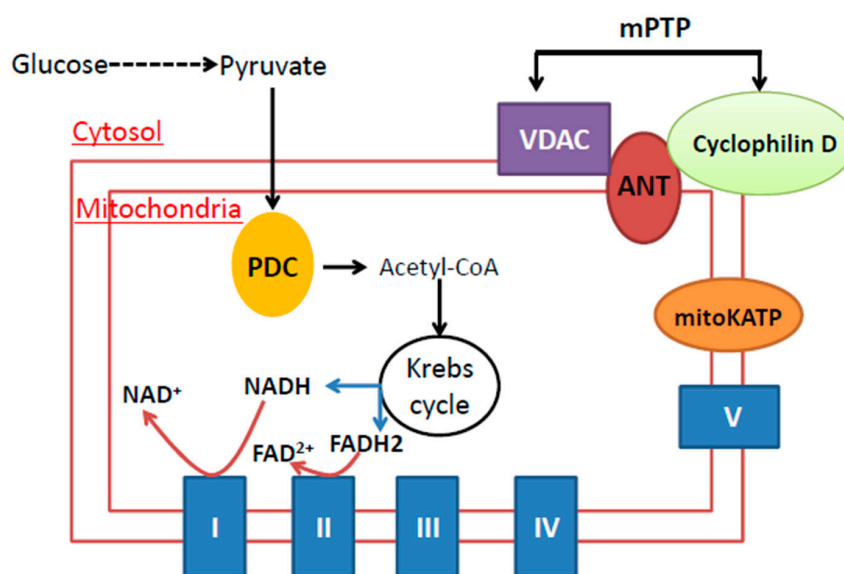 mPTP
Glucose
Pyruvate
Cytosol
VDAC
Cyclophilin D
ANT
Mitochondria
PDC
Acetyl-CoA
mitoKATP
Krebs
cycle
NADH
NAD⁺
V
FADH2
FAD²⁺
I
II
III
IV